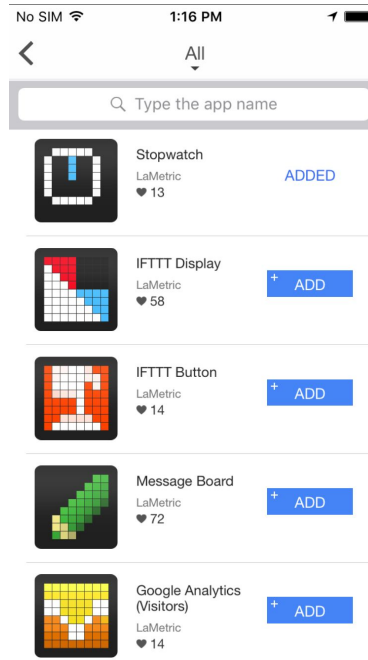 No SIM 1:16 PM
All
Type the app name
Stopwatch
LaMetric
13
ADDED
IFTTT Display
LaMetric
58
+ ADD
IFTTT Button
LaMetric
14
+ ADD
Message Board
LaMetric
72
+ ADD
Google Analytics
(Visitors)
LaMetric
14
+ ADD